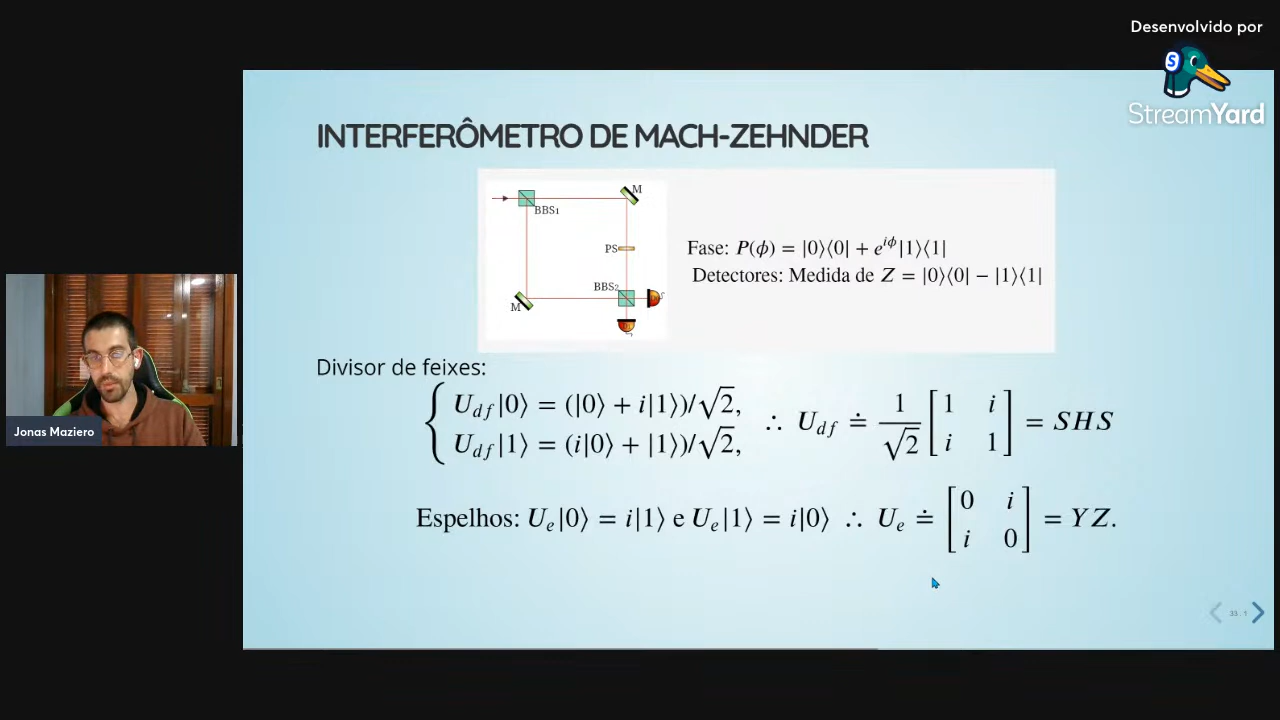 Desenvolvido por
StreamYard
INTERFERÔMETRO DE MACH-ZEHNDER
M
BBS1
PS
BBS2
M
Fase: P(ϕ) = |0⟩⟨0| + e^{iϕ}|1⟩⟨1|
Detectores: Medida de Z = |0⟩⟨0| − |1⟩⟨1|
Divisor de feixes:
U_{df}|0⟩ = (|0⟩ + i|1⟩)/√2,
U_{df}|1⟩ = (i|0⟩ + |1⟩)/√2,
∴ U_{df} ≐ 1/√2 [1 i; i 1] = SHS
Espelhos: U_e|0⟩ = i|1⟩ e U_e|1⟩ = i|0⟩ ∴ U_e ≐ [0 i; i 0] = YZ.
Jonas Maziero
33.1